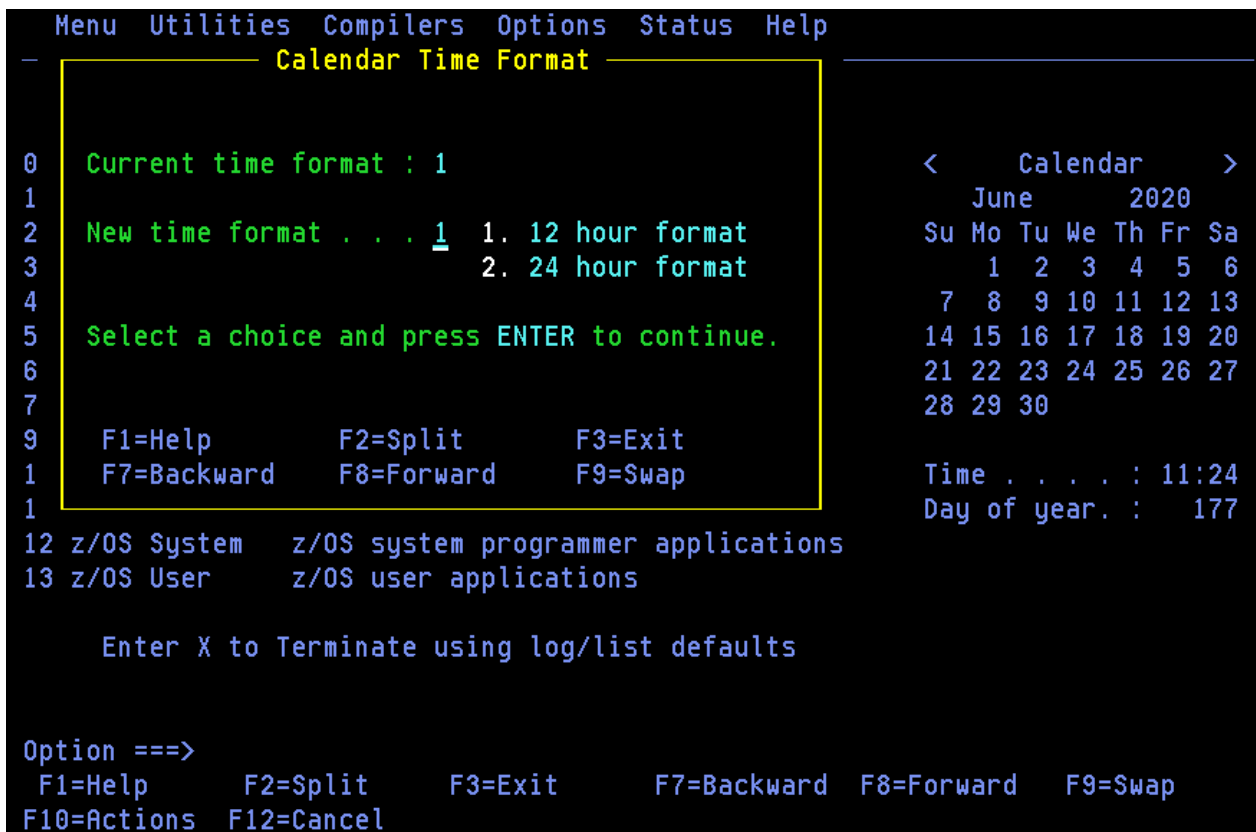 Menu Utilities Compilers Options Status Help
Calendar Time Format
0 Current time format : 1 < Calendar >
1 June 2020
2 New time format . . . 1 1. 12 hour format Su Mo Tu We Th Fr Sa
3 2. 24 hour format 1 2 3 4 5 6
4 7 8 9 10 11 12 13
5 Select a choice and press ENTER to continue. 14 15 16 17 18 19 20
6 21 22 23 24 25 26 27
7 28 29 30
9 F1=Help F2=Split F3=Exit
1 F7=Backward F8=Forward F9=Swap Time . . . . : 11:24
1 Day of year. : 177
12 z/OS System z/OS system programmer applications
13 z/OS User z/OS user applications
Enter X to Terminate using log/list defaults
Option ===>
F1=Help F2=Split F3=Exit F7=Backward F8=Forward F9=Swap
F10=Actions F12=Cancel